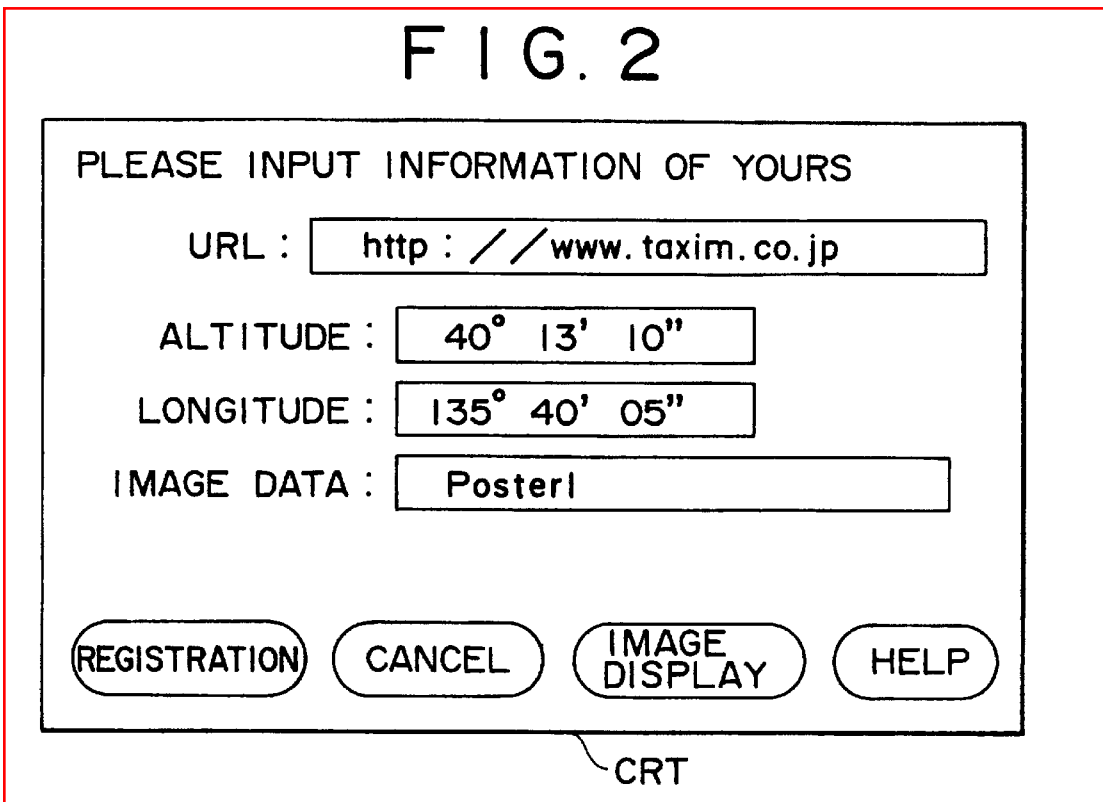 FIG. 2
PLEASE INPUT INFORMATION OF YOURS
URL : http : //www.taxim.co.jp
ALTITUDE : 40° 13' 10"
LONGITUDE : 135° 40' 05"
IMAGE DATA : Poster1
REGISTRATION CANCEL IMAGE DISPLAY HELP
CRT